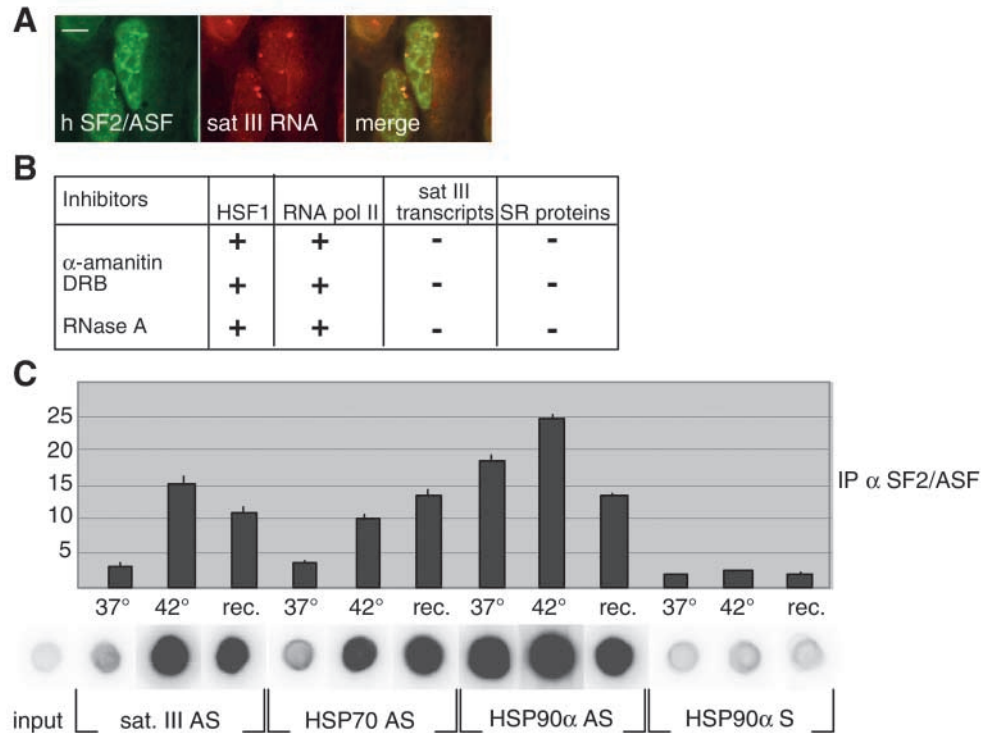 A
h SF2/ASF
sat III RNA
merge
B
Inhibitors
HSF1
RNA pol II
sat III
transcripts
SR proteins
+ + - -
α-amanitin
DRB + + - -
RNase A + + - -
C
25
20
15
10
5
IP α SF2/ASF
37° 42° rec. 37° 42° rec. 37° 42° rec. 37° 42° rec.
input
sat. III AS
HSP70 AS
HSP90α AS
HSP90α S